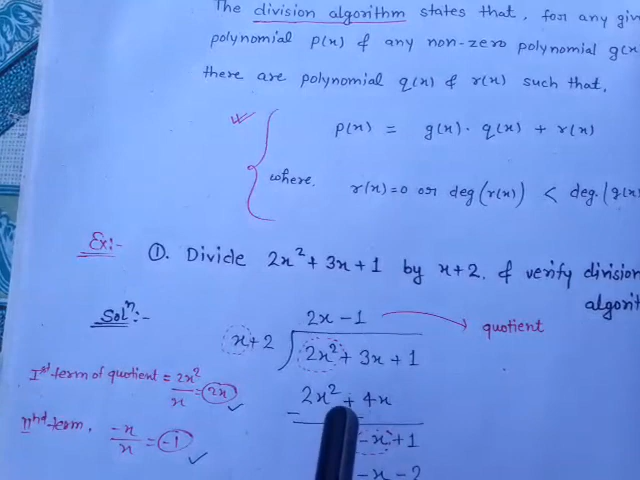 The division algorithm states that, for any
polynomial p(x) & any non-zero polynomial
there are polynomial q(x) & r(x) such that,
p(x) = g(x). q(x) + r(x)
where,
r(x)=0 or deg(r(x)) < deg.
Ex:- ①. Divide 2x² + 3x + 1 by x+2. & verify division
Solⁿ:-
2x - 1
quotient
x+2
2x² + 3x + 1
Ist term of quotient = 2x²/x = 2x ✓
2x² + 4x
IInd term, -x/x = -1 ✓
-x + 1
-x - 2